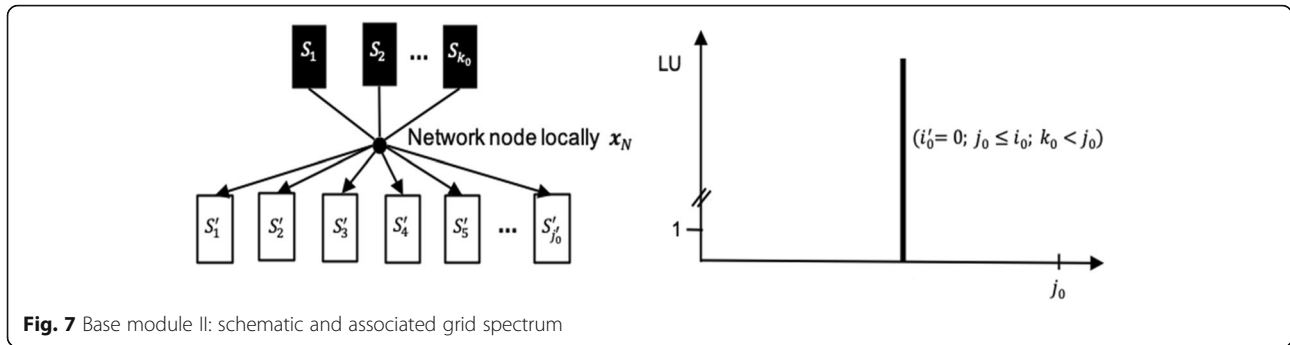 S₁ S₂ ... Sₖ₀
Network node locally x_N
S′₁ S′₂ S′₃ S′₄ S′₅ ... S′ⱼ′₀
LU
(i′₀= 0; j₀ ≤ i₀; k₀ < j₀)
1
j₀
Fig. 7 Base module II: schematic and associated grid spectrum